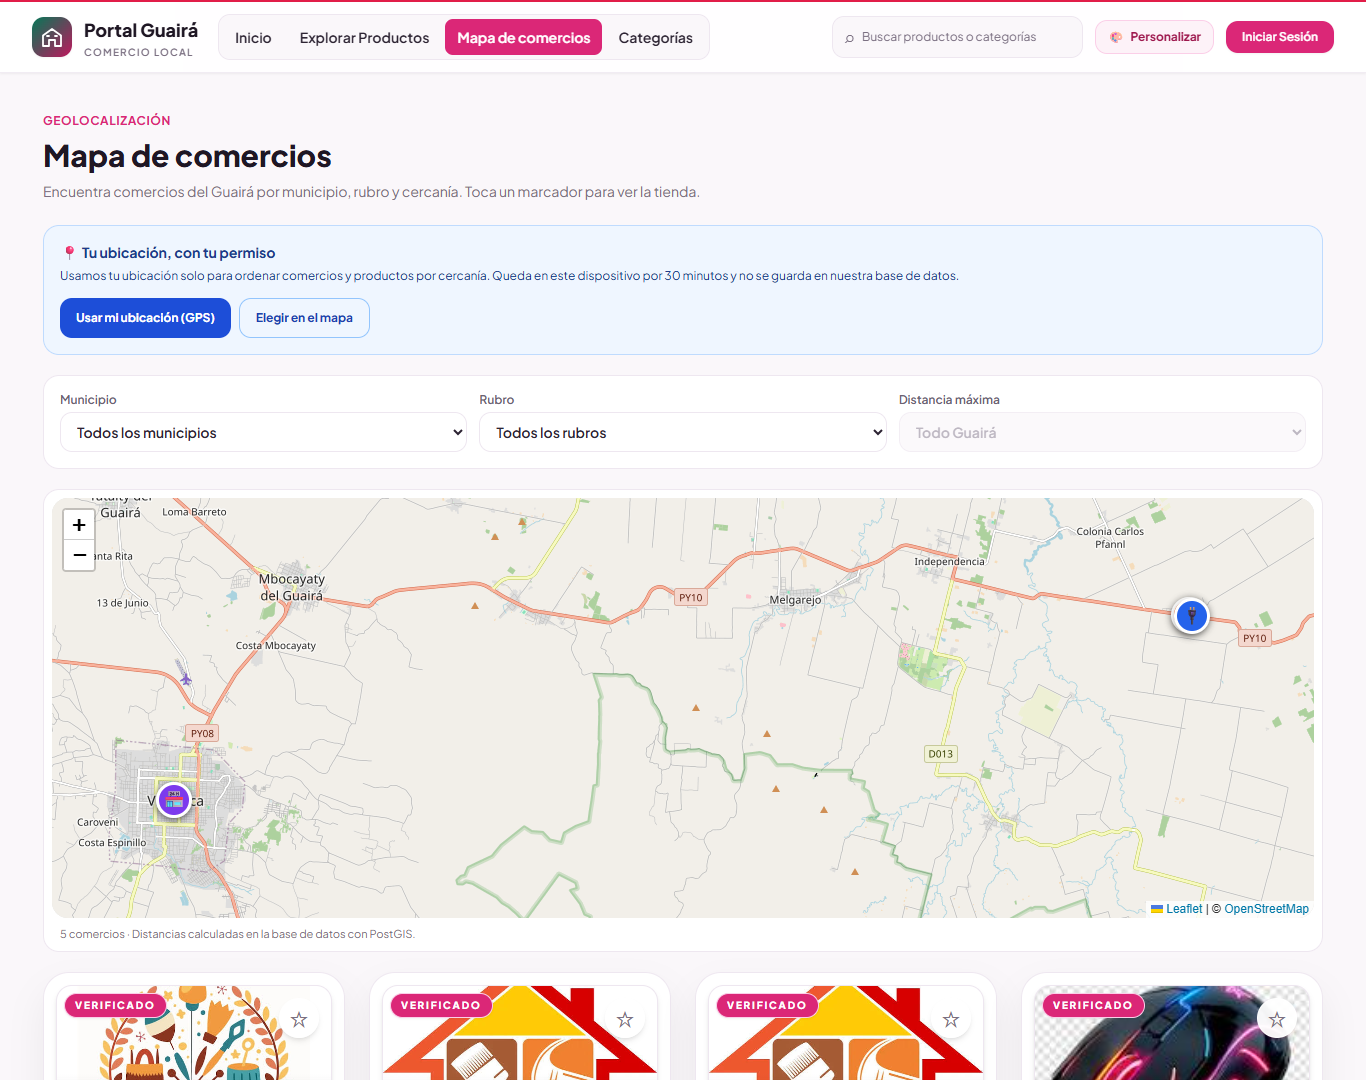 Portal Guairá
COMERCIO LOCAL
Inicio
Explorar Productos
Mapa de comercios
Categorías
Buscar productos o categorías
Personalizar
Iniciar Sesión
GEOLOCALIZACIÓN
Mapa de comercios
Encuentra comercios del Guairá por municipio, rubro y cercanía. Toca un marcador para ver la tienda.
Tu ubicación, con tu permiso
Usamos tu ubicación solo para ordenar comercios y productos por cercanía. Queda en este dispositivo por 30 minutos y no se guarda en nuestra base de datos.
Usar mi ubicación (GPS)
Elegir en el mapa
Municipio
Rubro
Distancia máxima
Todos los municipios
Todos los rubros
Todo Guairá
Guairá
Loma Barreto
+
−
anta Rita
13 de Junio
Mbocayaty
del Guairá
Costa Mbocayaty
PY10
Melgarejo
Independencia
Colonia Carlos
Pfannl
PY10
PY08
D013
Caroveni
Costa Espinillo
Leaflet | © OpenStreetMap
5 comercios · Distancias calculadas en la base de datos con PostGIS.
VERIFICADO
VERIFICADO
VERIFICADO
VERIFICADO